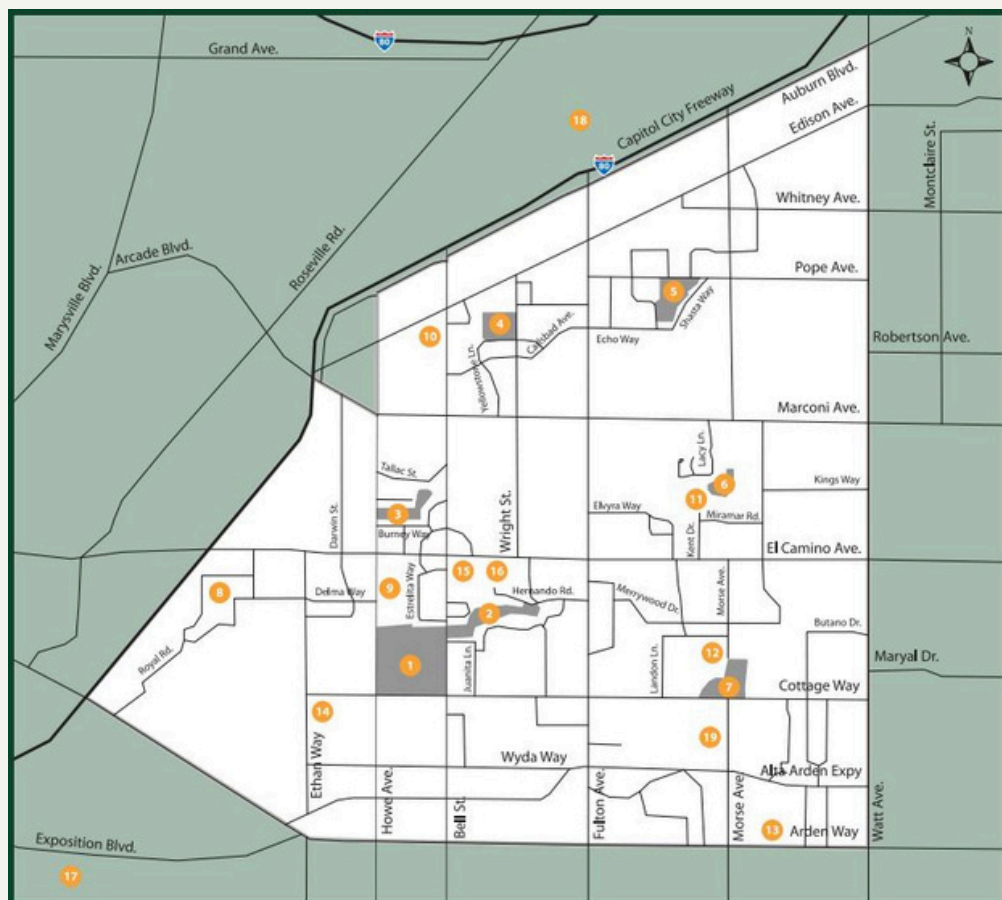 N
80
Grand Ave.
Auburn Blvd.
Capitol City Freeway
Edison Ave.
18
80
Montclaire St.
Whitney Ave.
Roseville Rd.
Arcade Blvd.
Marysville Blvd.
Pope Ave.
5
Shasta Way
4
10
Carlsbad Ave.
Echo Way
Robertson Ave.
Yellowstone Ln.
Marconi Ave.
Lacy Ln.
Tallac St.
Kings Way
6
11
3
Wright St.
Elvyra Way
Miramar Rd.
Darwin St.
Burney Way
Kent Dr.
El Camino Ave.
15
16
Estrelita Way
Morse Ave.
8
9
Delma Way
Hernando Rd.
Merrywood Dr.
2
Butano Dr.
Royal Rd.
1
Juanita Ln.
Landon Ln.
12
Maryal Dr.
7
Cottage Way
14
19
Ethan Way
Wyda Way
Alta Arden Expy
Howe Ave.
Bell St.
Fulton Ave.
Morse Ave.
Watt Ave.
13
Arden Way
Exposition Blvd.
17